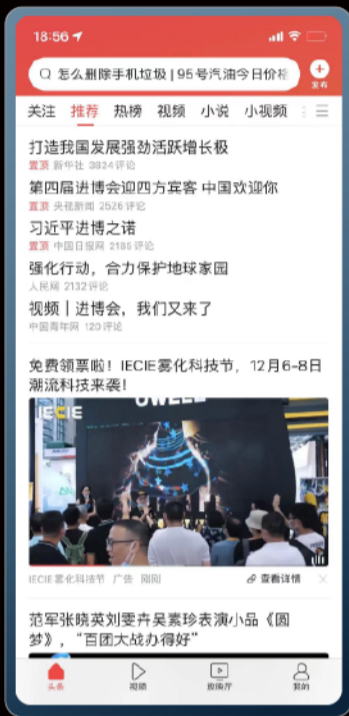 18:56
怎么删除手机垃圾 | 95号汽油今日价格
发布
关注 推荐 热榜 视频 小说 小视频
打造我国发展强劲活跃增长极
置顶 新华社 3824评论
第四届进博会迎四方宾客 中国欢迎你
置顶 央视新闻 2526评论
习近平进博之诺
置顶 中国日报网 2185评论
强化行动，合力保护地球家园
人民网 2132评论
视频｜进博会，我们又来了
中国青年网 120评论
免费领票啦！IECIE雾化科技节，12月6-8日
潮流科技来袭！
IECIE
UWELL
IECIE雾化科技节 广告 刚刚 查看详情
范军张晓英刘雯卉吴素珍表演小品《圆
梦》，“百团大战办得好”
头条 视频 放映厅 我的